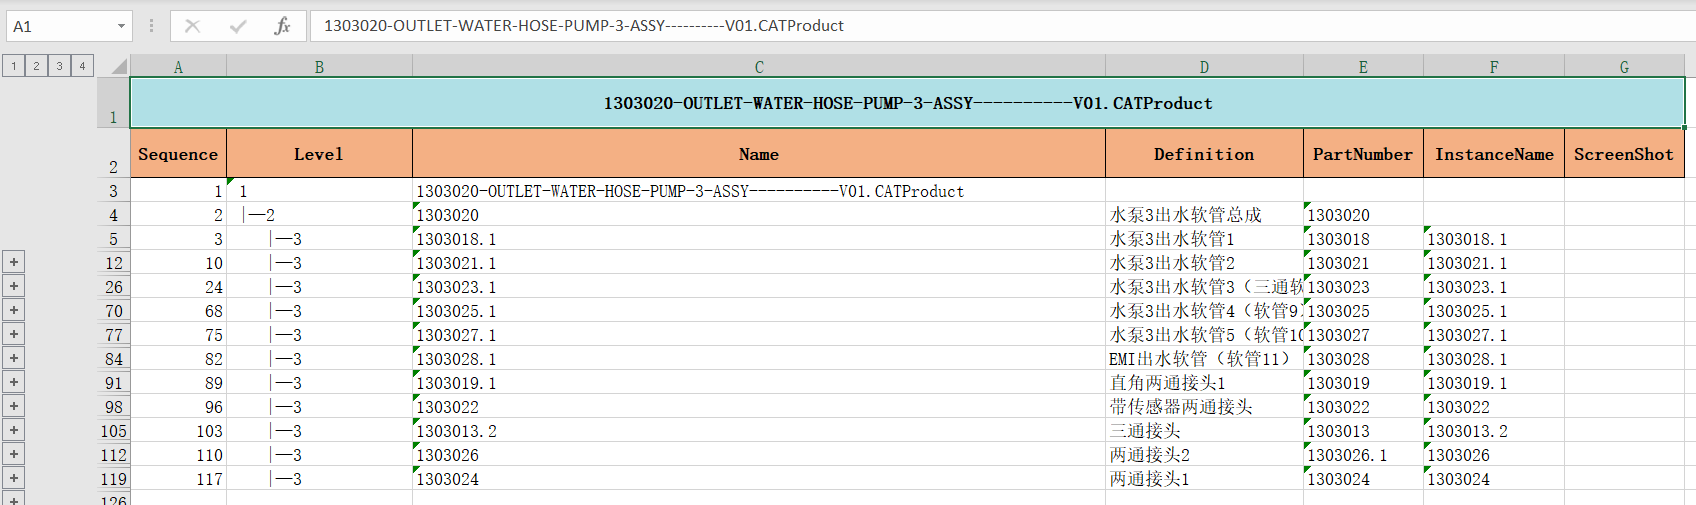 A1 fx 1303020-OUTLET-WATER-HOSE-PUMP-3-ASSY----------V01.CATProduct
1 2 3 4 A B C D E F G
1 1303020-OUTLET-WATER-HOSE-PUMP-3-ASSY----------V01.CATProduct
2 Sequence Level Name Definition PartNumber InstanceName ScreenShot
3 1 1 1303020-OUTLET-WATER-HOSE-PUMP-3-ASSY----------V01.CATProduct
4 2 |—2 1303020 水泵3出水软管总成 1303020
5 3 |—3 1303018.1 水泵3出水软管1 1303018 1303018.1
12 10 |—3 1303021.1 水泵3出水软管2 1303021 1303021.1
26 24 |—3 1303023.1 水泵3出水软管3（三通软 1303023 1303023.1
70 68 |—3 1303025.1 水泵3出水软管4（软管9） 1303025 1303025.1
77 75 |—3 1303027.1 水泵3出水软管5（软管10 1303027 1303027.1
84 82 |—3 1303028.1 EMI出水软管（软管11） 1303028 1303028.1
91 89 |—3 1303019.1 直角两通接头1 1303019 1303019.1
98 96 |—3 1303022 带传感器两通接头 1303022 1303022
105 103 |—3 1303013.2 三通接头 1303013 1303013.2
112 110 |—3 1303026 两通接头2 1303026.1 1303026
119 117 |—3 1303024 两通接头1 1303024 1303024
126